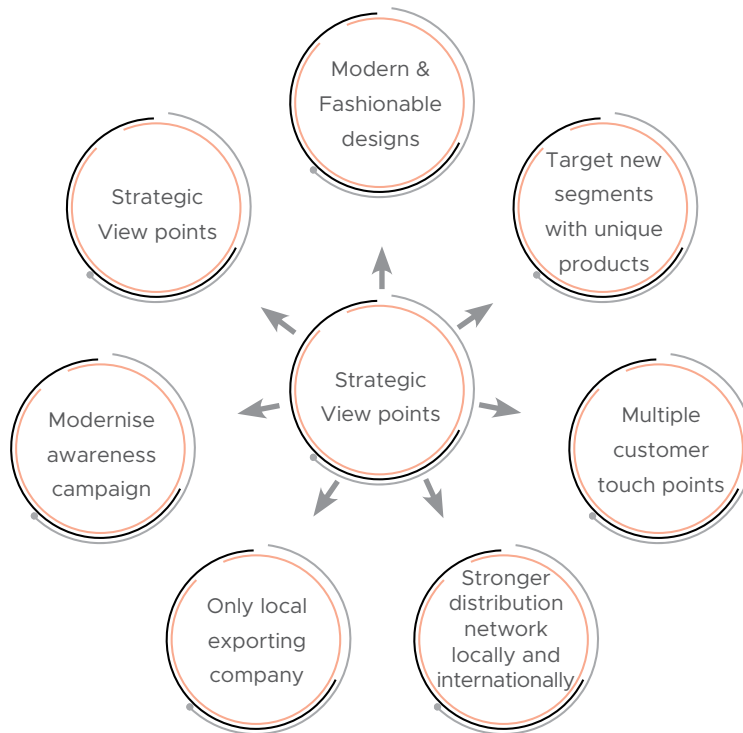 Modern &
Fashionable
designs
Target new
segments
with unique
products
Strategic
View points
Strategic
View points
Multiple
customer
touch points
Modernise
awareness
campaign
Stronger
distribution
network
locally and
internationally
Only local
exporting
company